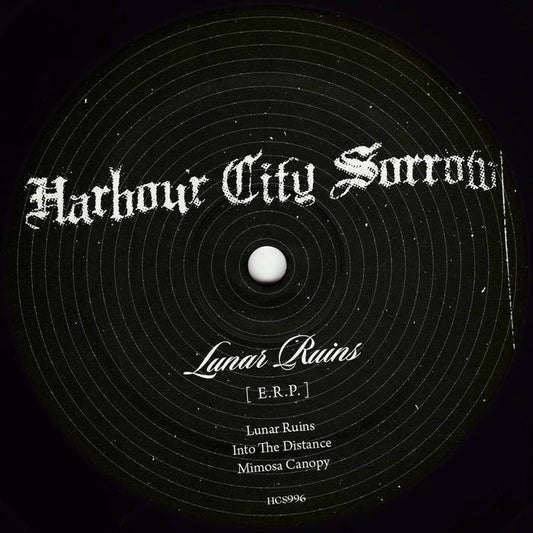 Harbour City Sorrow
Lunar Ruins
[ E.R.P. ]
Lunar Ruins
Into The Distance
Mimosa Canopy
HCS996